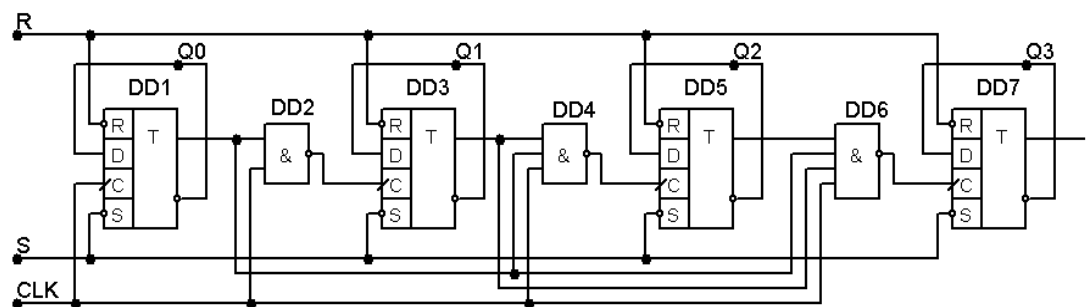 R
Q0 Q1 Q2 Q3
DD1 DD3 DD5 DD7
DD2 DD4 DD6
R T R T R T R T
D & D & D & D
C C C C
S S S S
S
CLK